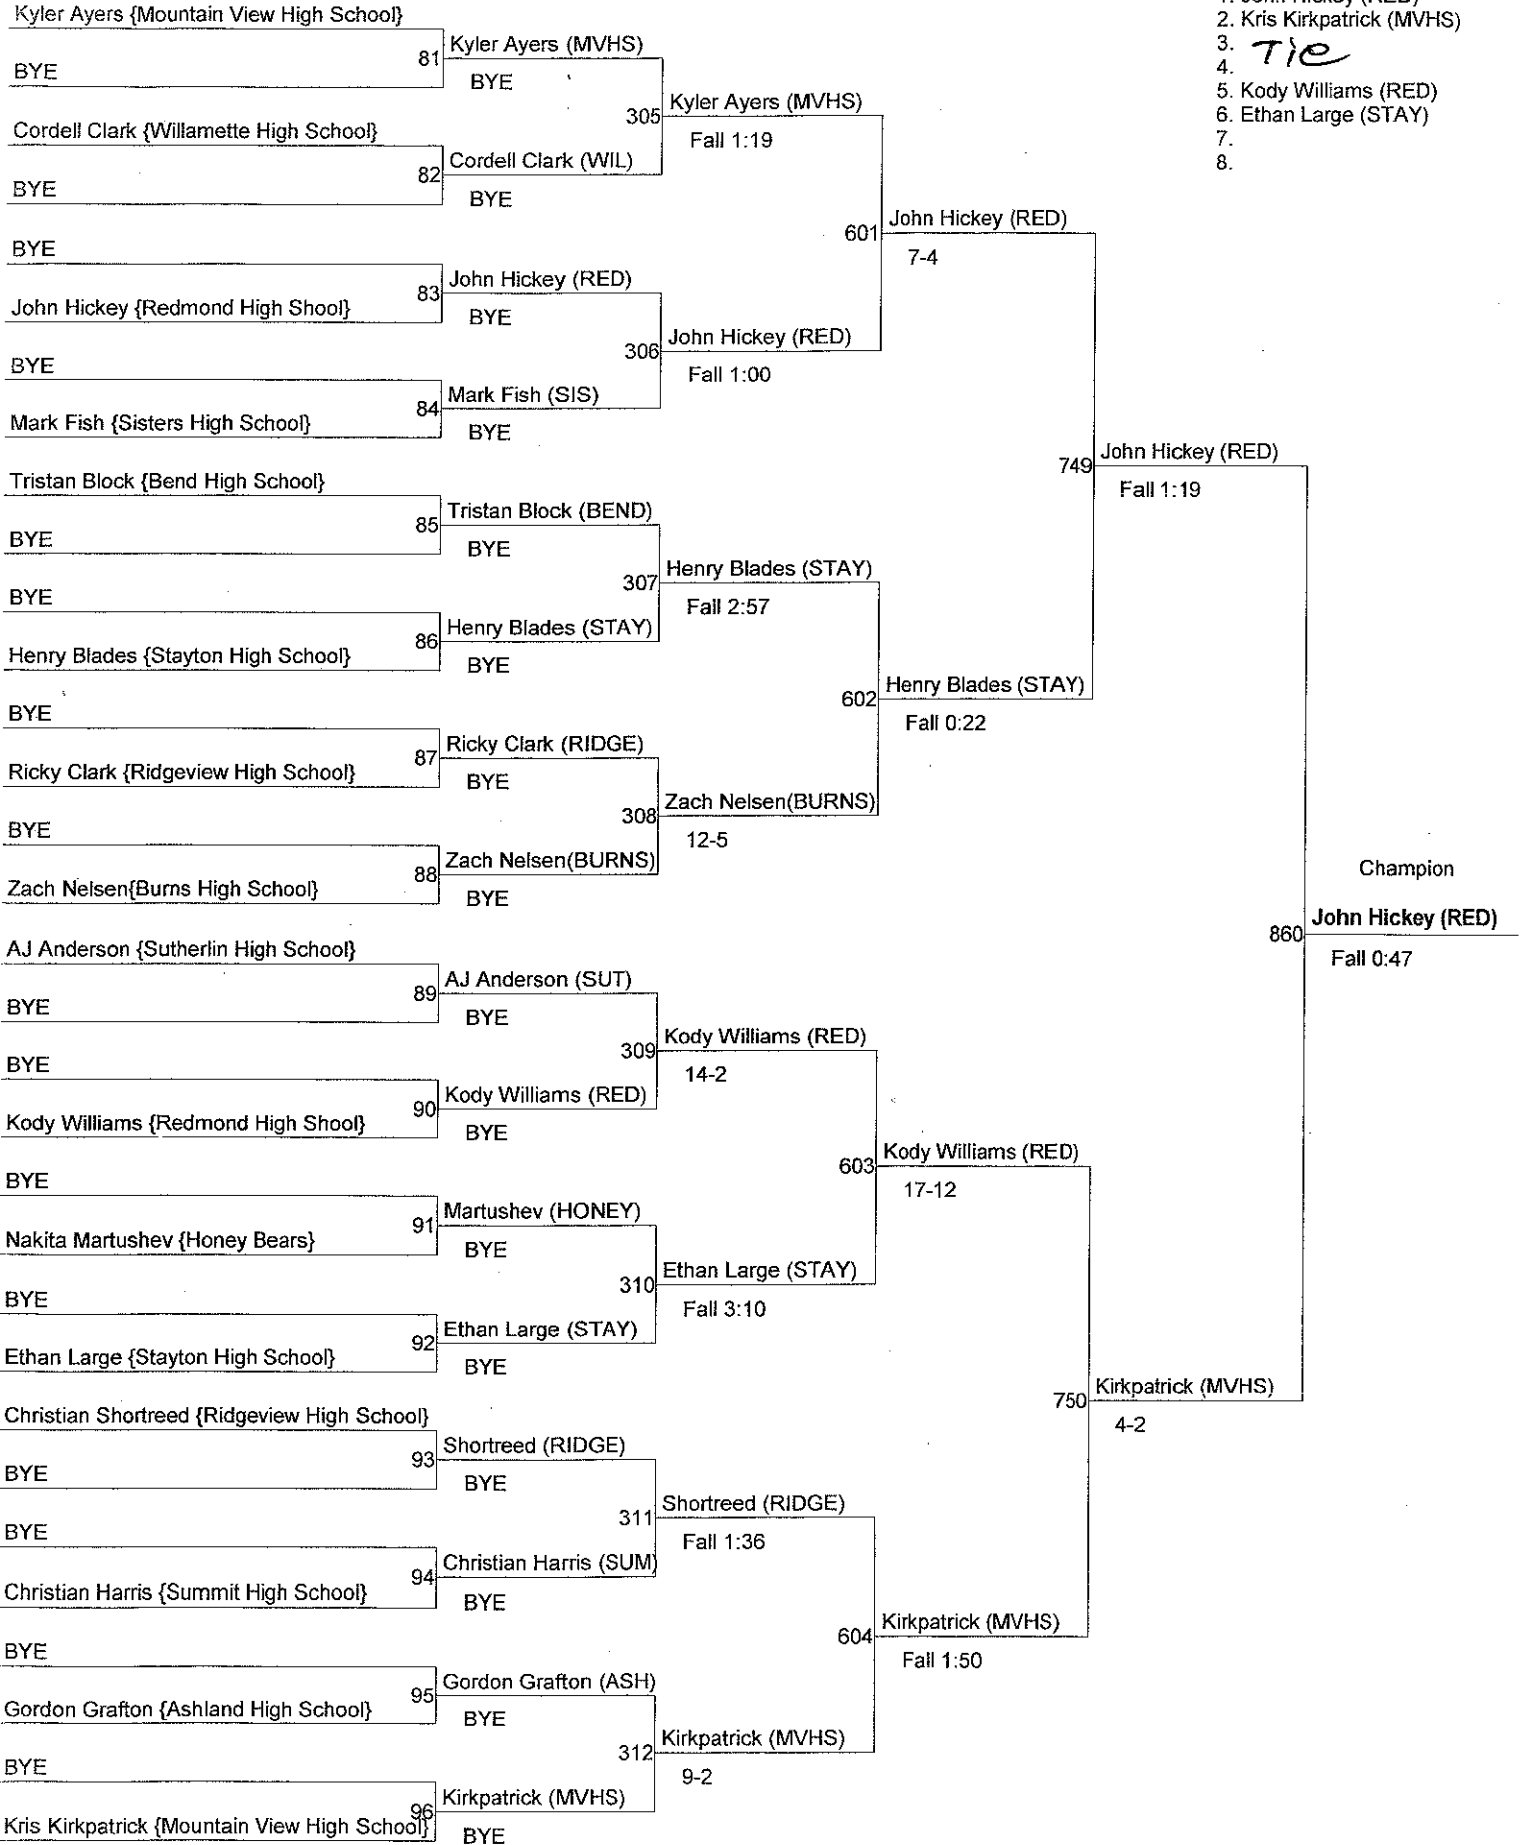 Kyler Ayers {Mountain View High School}
BYE
Cordell Clark {Willamette High School}
BYE
BYE
John Hickey {Redmond High Shool}
BYE
Mark Fish {Sisters High School}
Tristan Block {Bend High School}
BYE
BYE
Henry Blades {Stayton High School}
BYE
Ricky Clark {Ridgeview High School}
BYE
Zach Nelsen{Burns High School}
AJ Anderson {Sutherlin High School}
BYE
BYE
Kody Williams {Redmond High Shool}
BYE
Nakita Martushev {Honey Bears}
BYE
Ethan Large {Stayton High School}
Christian Shortreed {Ridgeview High School}
BYE
BYE
Christian Harris {Summit High School}
BYE
Gordon Grafton {Ashland High School}
BYE
Kris Kirkpatrick {Mountain View High School}
81 Kyler Ayers (MVHS)
BYE
82 Cordell Clark (WIL)
BYE
83 John Hickey (RED)
BYE
84 Mark Fish (SIS)
BYE
85 Tristan Block (BEND)
BYE
86 Henry Blades (STAY)
BYE
87 Ricky Clark (RIDGE)
BYE
88 Zach Nelsen(BURNS)
BYE
89 AJ Anderson (SUT)
BYE
90 Kody Williams (RED)
BYE
91 Martushev (HONEY)
BYE
92 Ethan Large (STAY)
BYE
93 Shortreed (RIDGE)
BYE
94 Christian Harris (SUM)
BYE
95 Gordon Grafton (ASH)
BYE
96 Kirkpatrick (MVHS)
BYE
305 Kyler Ayers (MVHS)
Fall 1:19
306 John Hickey (RED)
Fall 1:00
307 Henry Blades (STAY)
Fall 2:57
308 Zach Nelsen(BURNS)
12-5
309 Kody Williams (RED)
14-2
310 Ethan Large (STAY)
Fall 3:10
311 Shortreed (RIDGE)
Fall 1:36
312 Kirkpatrick (MVHS)
9-2
601 John Hickey (RED)
7-4
602 Henry Blades (STAY)
Fall 0:22
603 Kody Williams (RED)
17-12
604 Kirkpatrick (MVHS)
Fall 1:50
749 John Hickey (RED)
Fall 1:19
750 Kirkpatrick (MVHS)
4-2
Champion
860 John Hickey (RED)
Fall 0:47
1. John Hickey (RED)
2. Kris Kirkpatrick (MVHS)
3.
Tie
4.
5. Kody Williams (RED)
6. Ethan Large (STAY)
7.
8.